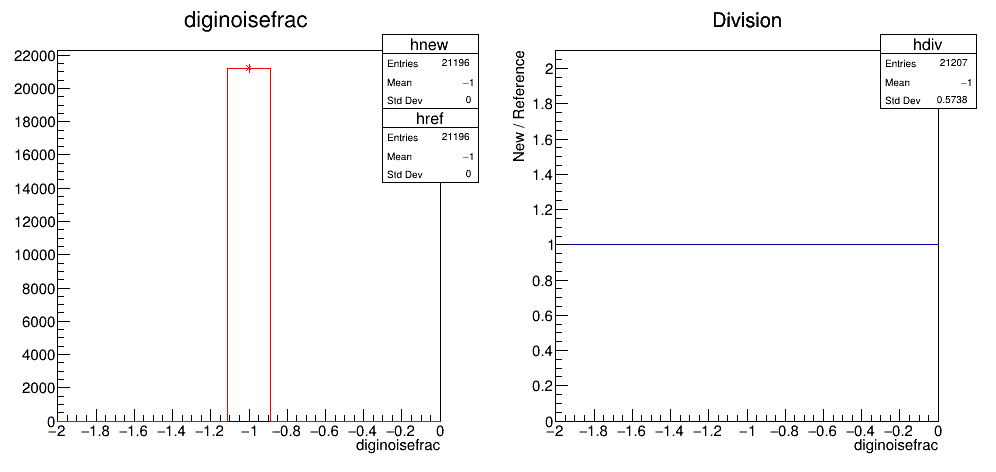 diginoisefrac
hnew
Entries 21196
Mean −1
Std Dev 0
href
Entries 21196
Mean −1
Std Dev 0
22000
20000
18000
16000
14000
12000
10000
8000
6000
4000
2000
0
−2 −1.8 −1.6 −1.4 −1.2 −1 −0.8 −0.6 −0.4 −0.2 0
diginoisefrac
Division
hdiv
Entries 21207
Mean −1
Std Dev 0.5738
New / Reference
2
1.8
1.6
1.4
1.2
1
0.8
0.6
0.4
0.2
0
−2 −1.8 −1.6 −1.4 −1.2 −1 −0.8 −0.6 −0.4 −0.2 0
diginoisefrac